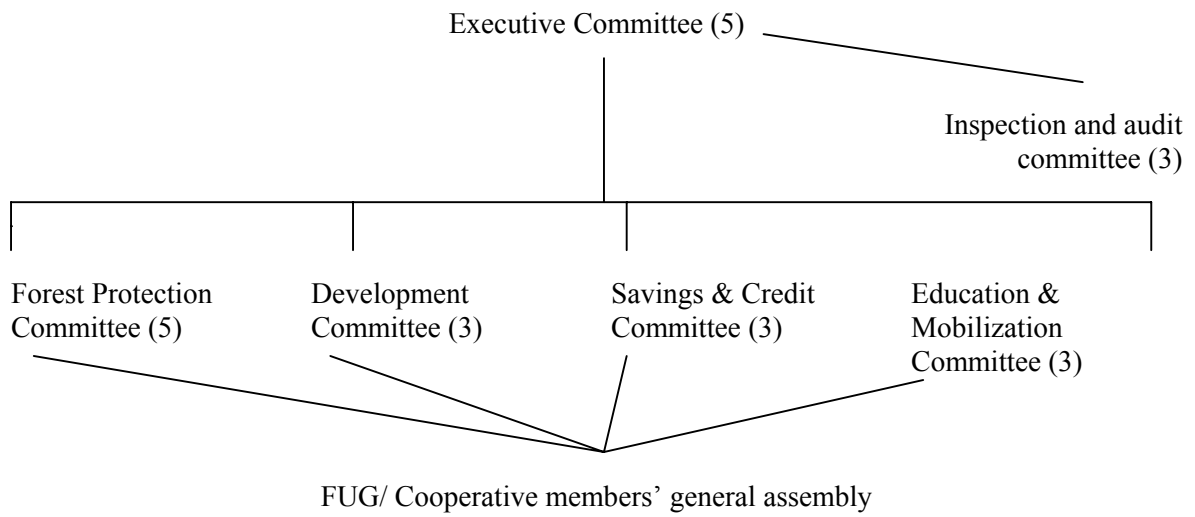 Executive Committee (5)
Inspection and audit
committee (3)
Forest Protection
Committee (5)
Development
Committee (3)
Savings & Credit
Committee (3)
Education &
Mobilization
Committee (3)
FUG/ Cooperative members’ general assembly